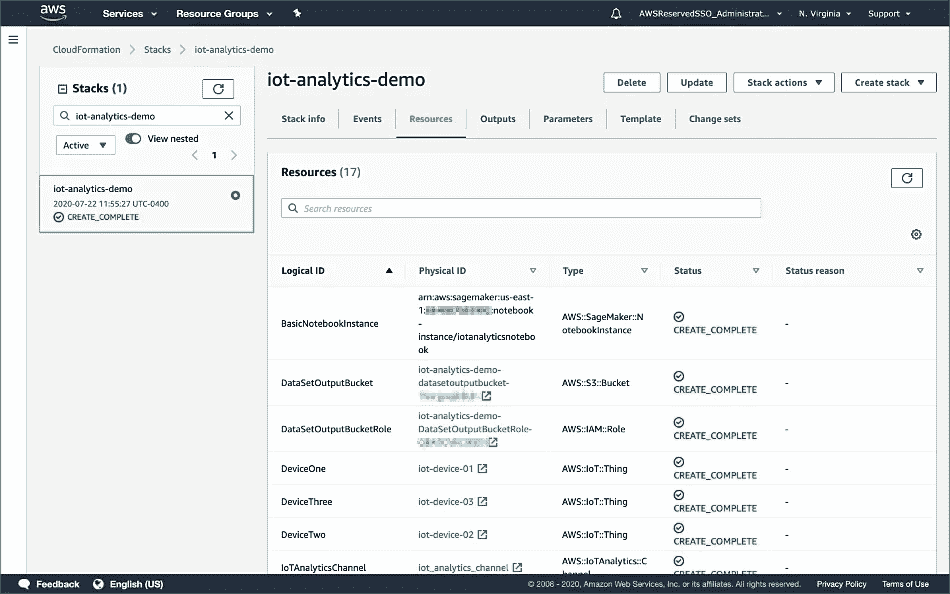 aws
Services
Resource Groups
AWSReservedSSO_Administrat...
N. Virginia
Support
CloudFormation
Stacks
iot-analytics-demo
Stacks (1)
iot-analytics-demo
Active
View nested
1
iot-analytics-demo
2020-07-22 11:55:27 UTC-0400
CREATE_COMPLETE
iot-analytics-demo
Delete
Update
Stack actions
Create stack
Stack info
Events
Resources
Outputs
Parameters
Template
Change sets
Resources (17)
Search resources
Logical ID
Physical ID
Type
Status
Status reason
BasicNotebookInstance
arn:aws:sagemaker:us-east-
1:
:notebook
-
instance/iotanalyticsnotebo
ok
AWS::SageMaker::N
otebookInstance
CREATE_COMPLETE
-
DataSetOutputBucket
iot-analytics-demo-
datasetoutputbucket-
AWS::S3::Bucket
CREATE_COMPLETE
-
DataSetOutputBucketRole
iot-analytics-demo-
DataSetOutputBucketRole-
AWS::IAM::Role
CREATE_COMPLETE
-
DeviceOne
iot-device-01
AWS::IoT::Thing
CREATE_COMPLETE
-
DeviceThree
iot-device-03
AWS::IoT::Thing
CREATE_COMPLETE
-
DeviceTwo
iot-device-02
AWS::IoT::Thing
CREATE_COMPLETE
-
IoTAnalyticsChannel
iot_analytics_channel
AWS::IoTAnalytics::C
hannel
CREATE_COMPLETE
-
Feedback
English (US)
© 2006 - 2020, Amazon Web Services, Inc. or its affiliates. All rights reserved.
Privacy Policy
Terms of Use